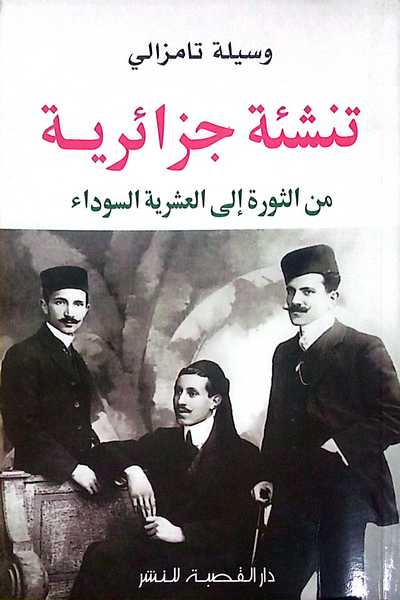 وسيلة تامزالي
تنشئة جزائرية
من الثورة إلى العشرية السوداء
دار القصبة للنشر